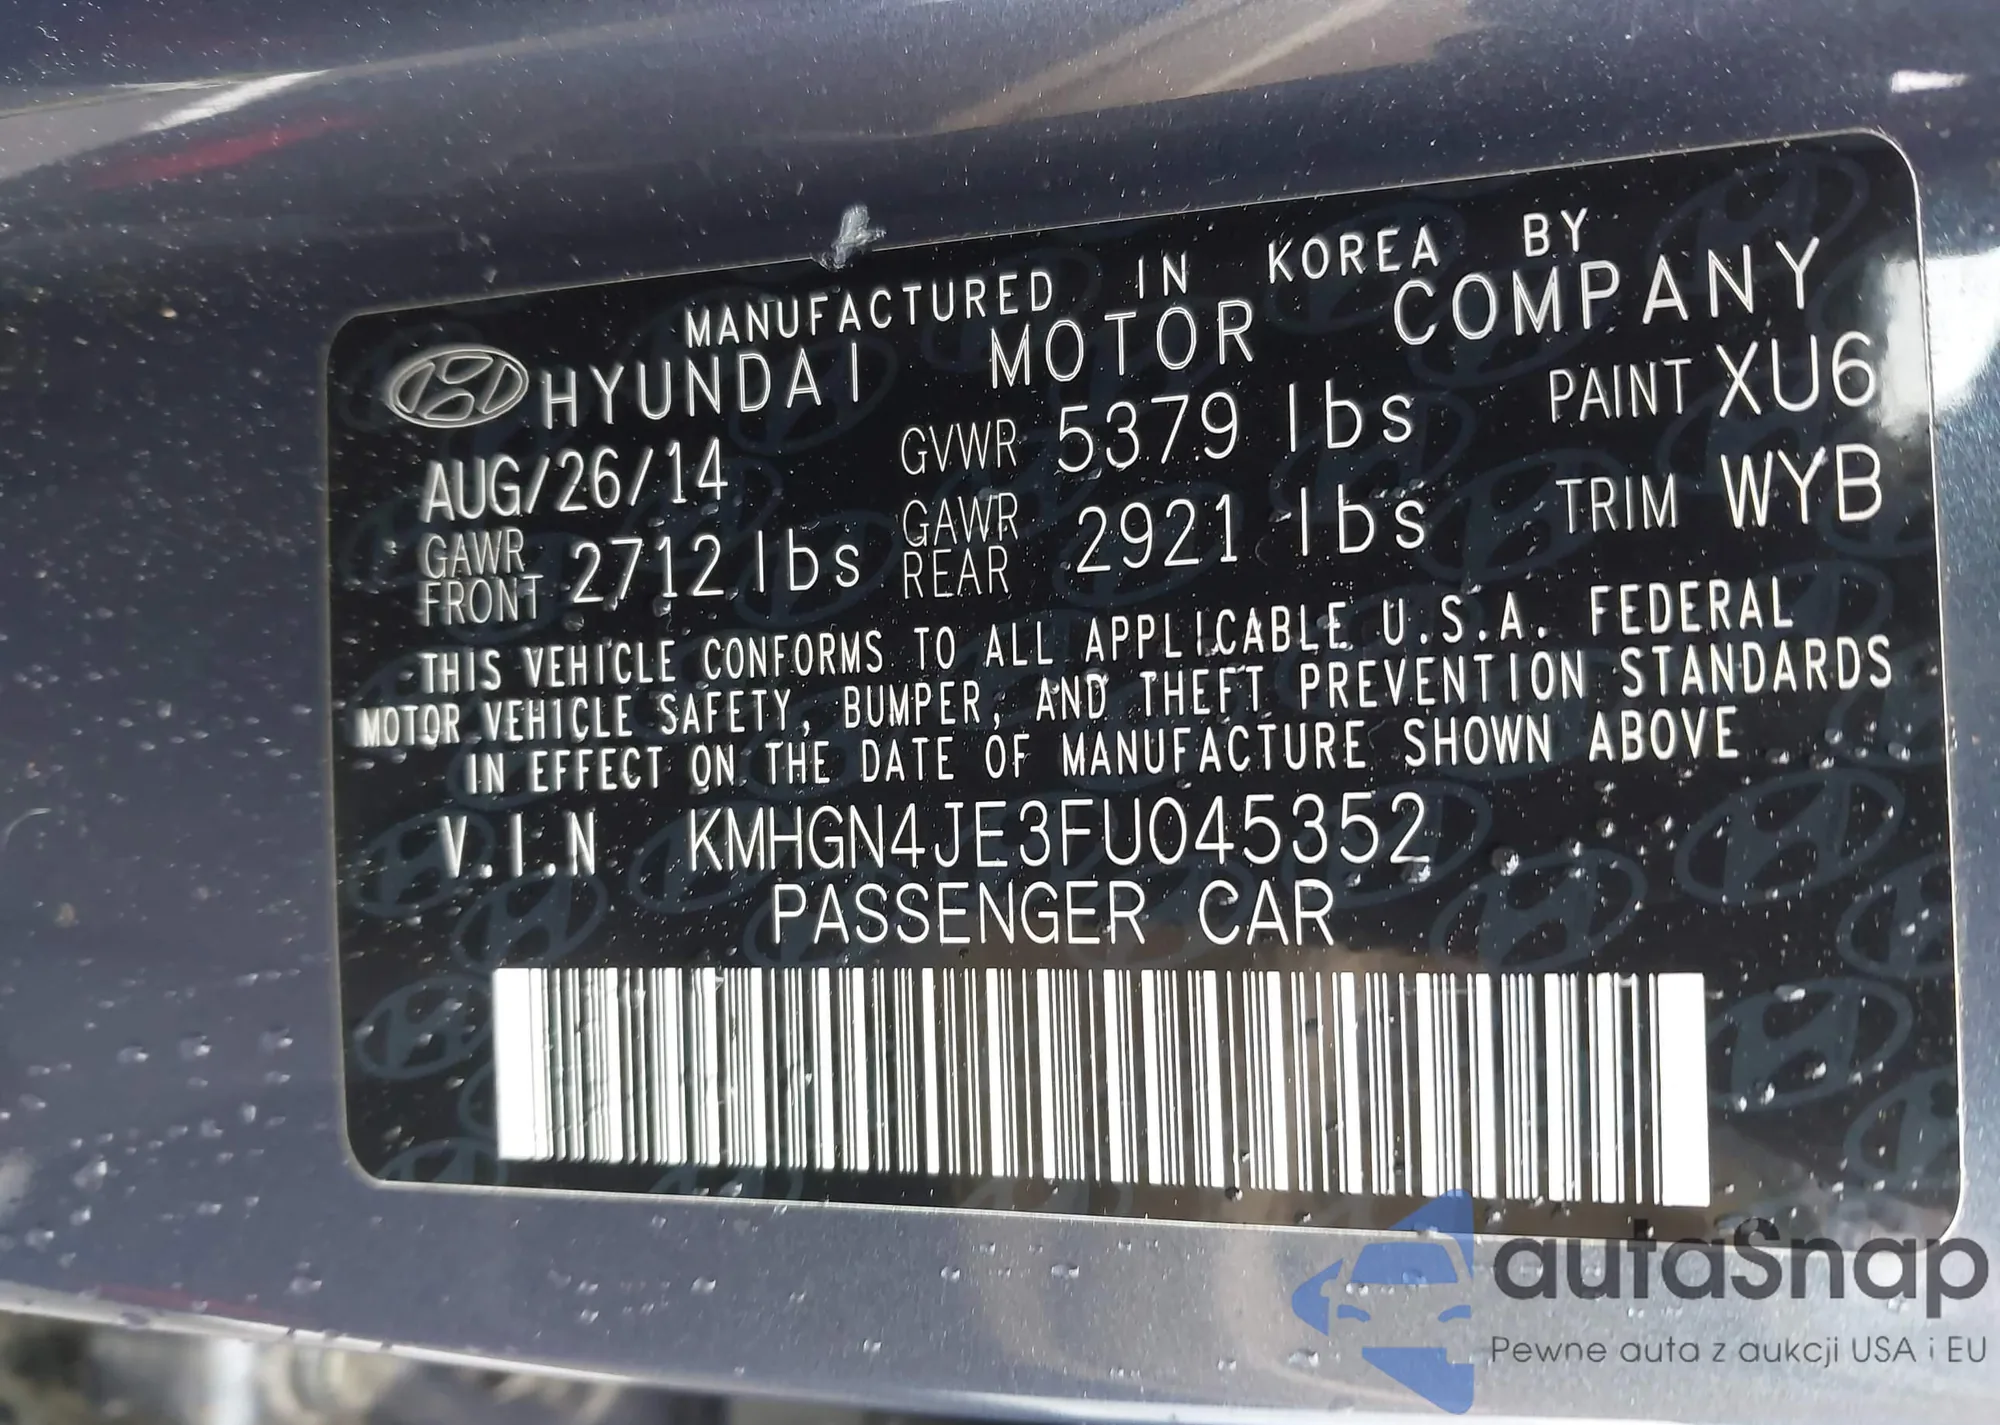 MANUFACTURED IN KOREA BY
HYUNDAI MOTOR COMPANY
AUG/26/14 GVWR 5379 lbs PAINT XU6
GAWR FRONT 2712 lbs GAWR REAR 2921 lbs TRIM WYB
THIS VEHICLE CONFORMS TO ALL APPLICABLE U.S.A. FEDERAL
MOTOR VEHICLE SAFETY, BUMPER, AND THEFT PREVENTION STANDARDS
IN EFFECT ON THE DATE OF MANUFACTURE SHOWN ABOVE
V.I.N KMHGN4JE3FU045352
PASSENGER CAR
autaSnap
Pewne auta z aukcji USA i EU